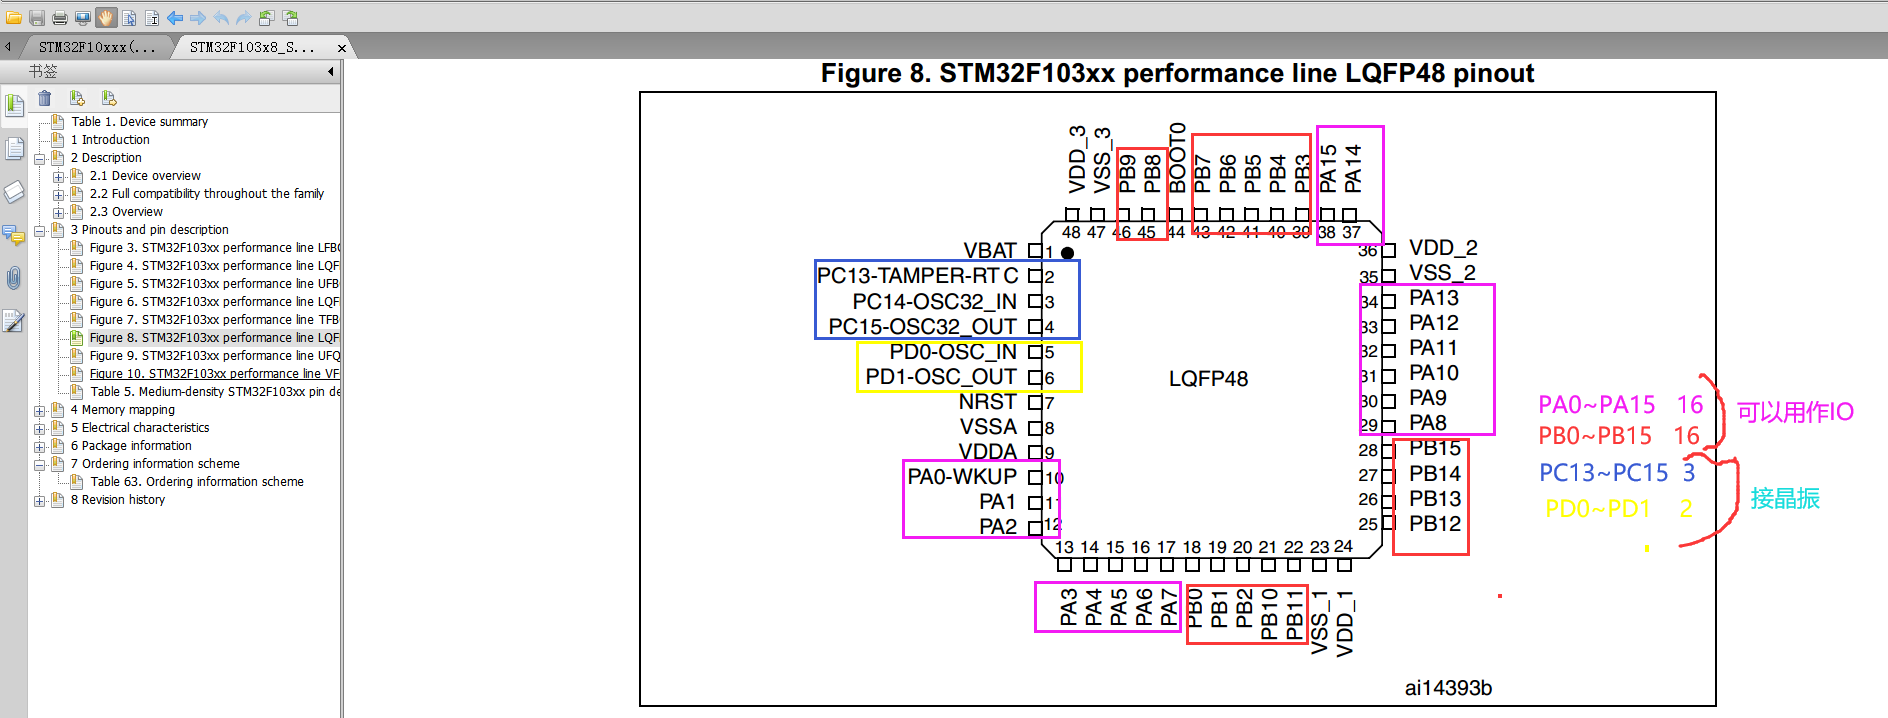 STM32F10xxx(...
STM32F103x8_S...
书签
Table 1. Device summary
1 Introduction
2 Description
2.1 Device overview
2.2 Full compatibility throughout the family
2.3 Overview
3 Pinouts and pin description
Figure 3. STM32F103xx performance line LFBG
Figure 4. STM32F103xx performance line LQF
Figure 5. STM32F103xx performance line UFB
Figure 6. STM32F103xx performance line LQF
Figure 7. STM32F103xx performance line TFB
Figure 8. STM32F103xx performance line LQF
Figure 9. STM32F103xx performance line UFQ
Figure 10. STM32F103xx performance line VF
Table 5. Medium-density STM32F103xx pin de
4 Memory mapping
5 Electrical characteristics
6 Package information
7 Ordering information scheme
Table 63. Ordering information scheme
8 Revision history
Figure 8. STM32F103xx performance line LQFP48 pinout
VDD_3
VSS_3
PB9
PB8
BOOT0
PB7
PB6
PB5
PB4
PB3
PA15
PA14
48 47 46 45 44 43 42 41 40 39 38 37
VBAT 1
PC13-TAMPER-RTC 2
PC14-OSC32_IN 3
PC15-OSC32_OUT 4
PD0-OSC_IN 5
PD1-OSC_OUT 6
NRST 7
VSSA 8
VDDA 9
PA0-WKUP 10
PA1 11
PA2 12
LQFP48
36 VDD_2
35 VSS_2
34 PA13
33 PA12
32 PA11
31 PA10
30 PA9
29 PA8
28 PB15
27 PB14
26 PB13
25 PB12
13 14 15 16 17 18 19 20 21 22 23 24
PA3
PA4
PA5
PA6
PA7
PB0
PB1
PB2
PB10
PB11
VSS_1
VDD_1
ai14393b
PA0~PA15 16
PB0~PB15 16
可以用作IO
PC13~PC15 3
PD0~PD1 2
接晶振